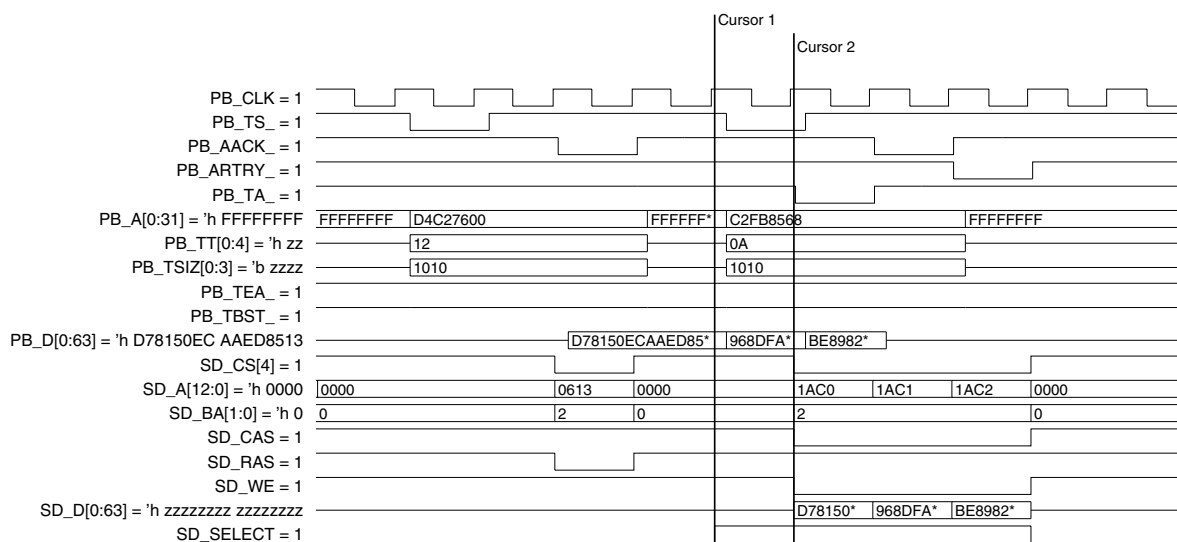 Cursor 1
Cursor 2
PB_CLK = 1
PB_TS_ = 1
PB_AACK_ = 1
PB_ARTRY_ = 1
PB_TA_ = 1
PB_A[0:31] = 'h FFFFFFFF FFFFFFFF D4C27600 FFFFFF* C2FB8568 FFFFFFFF
PB_TT[0:4] = 'h zz 12 0A
PB_TSIZ[0:3] = 'b zzzz 1010 1010
PB_TEA_ = 1
PB_TBST_ = 1
PB_D[0:63] = 'h D78150EC AAED8513 D78150ECAAED85* 968DFA* BE8982*
SD_CS[4] = 1
SD_A[12:0] = 'h 0000 0000 0613 0000 1AC0 1AC1 1AC2 0000
SD_BA[1:0] = 'h 0 0 2 0 2 0
SD_CAS = 1
SD_RAS = 1
SD_WE = 1
SD_D[0:63] = 'h zzzzzzzz zzzzzzzz D78150* 968DFA* BE8982*
SD_SELECT = 1